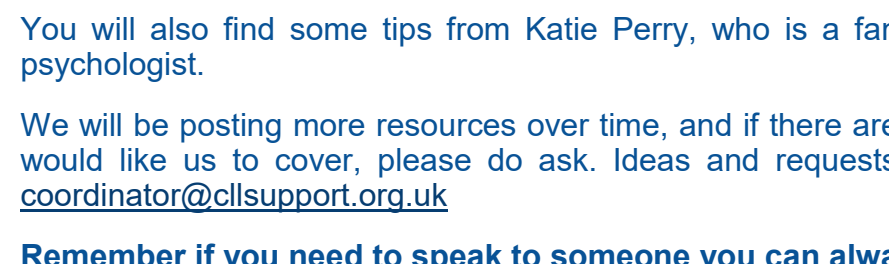 You will also find some tips from Katie Perry, who is a
psychologist.
We will be posting more resources over time, and if there are
would like us to cover, please do ask. Ideas and requests
coordinator@cllsupport.org.uk
Remember if you need to speak to someone you can